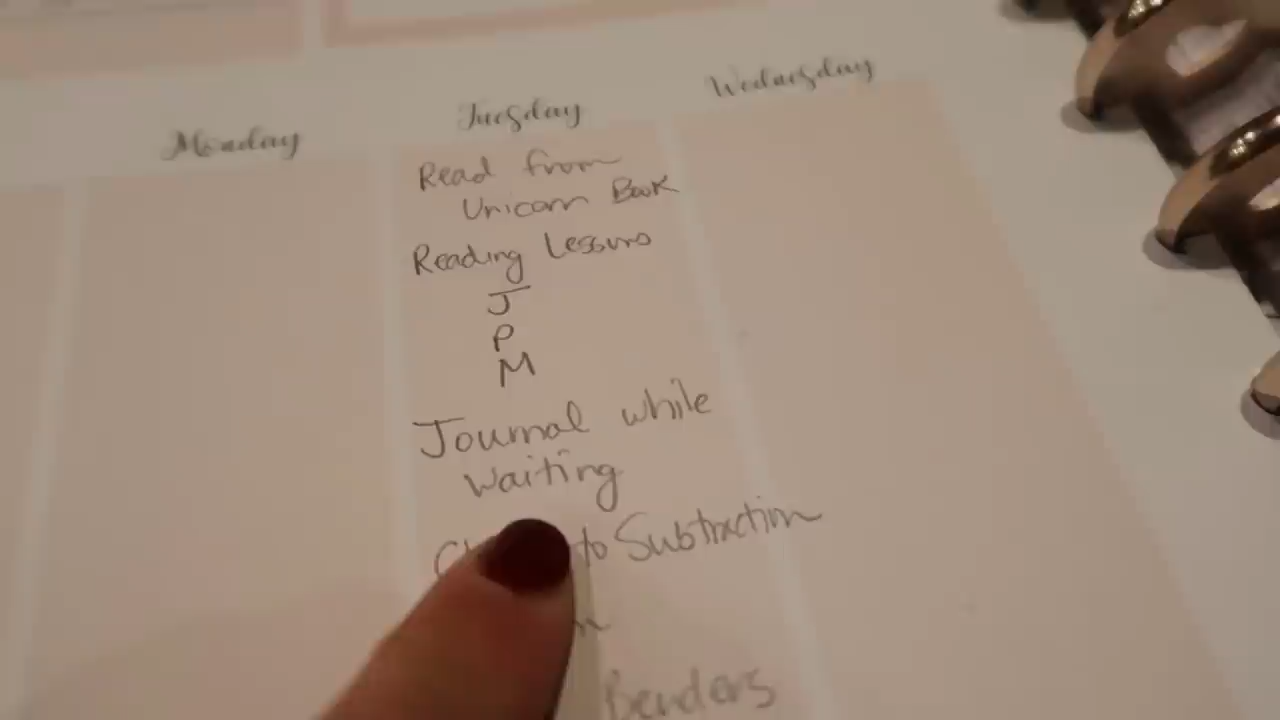 Monday
Tuesday
Wednesday
Read from
Unicorn Book
Reading Lessons
J
P
M
Journal while
Waiting
to Subtraction
Benders